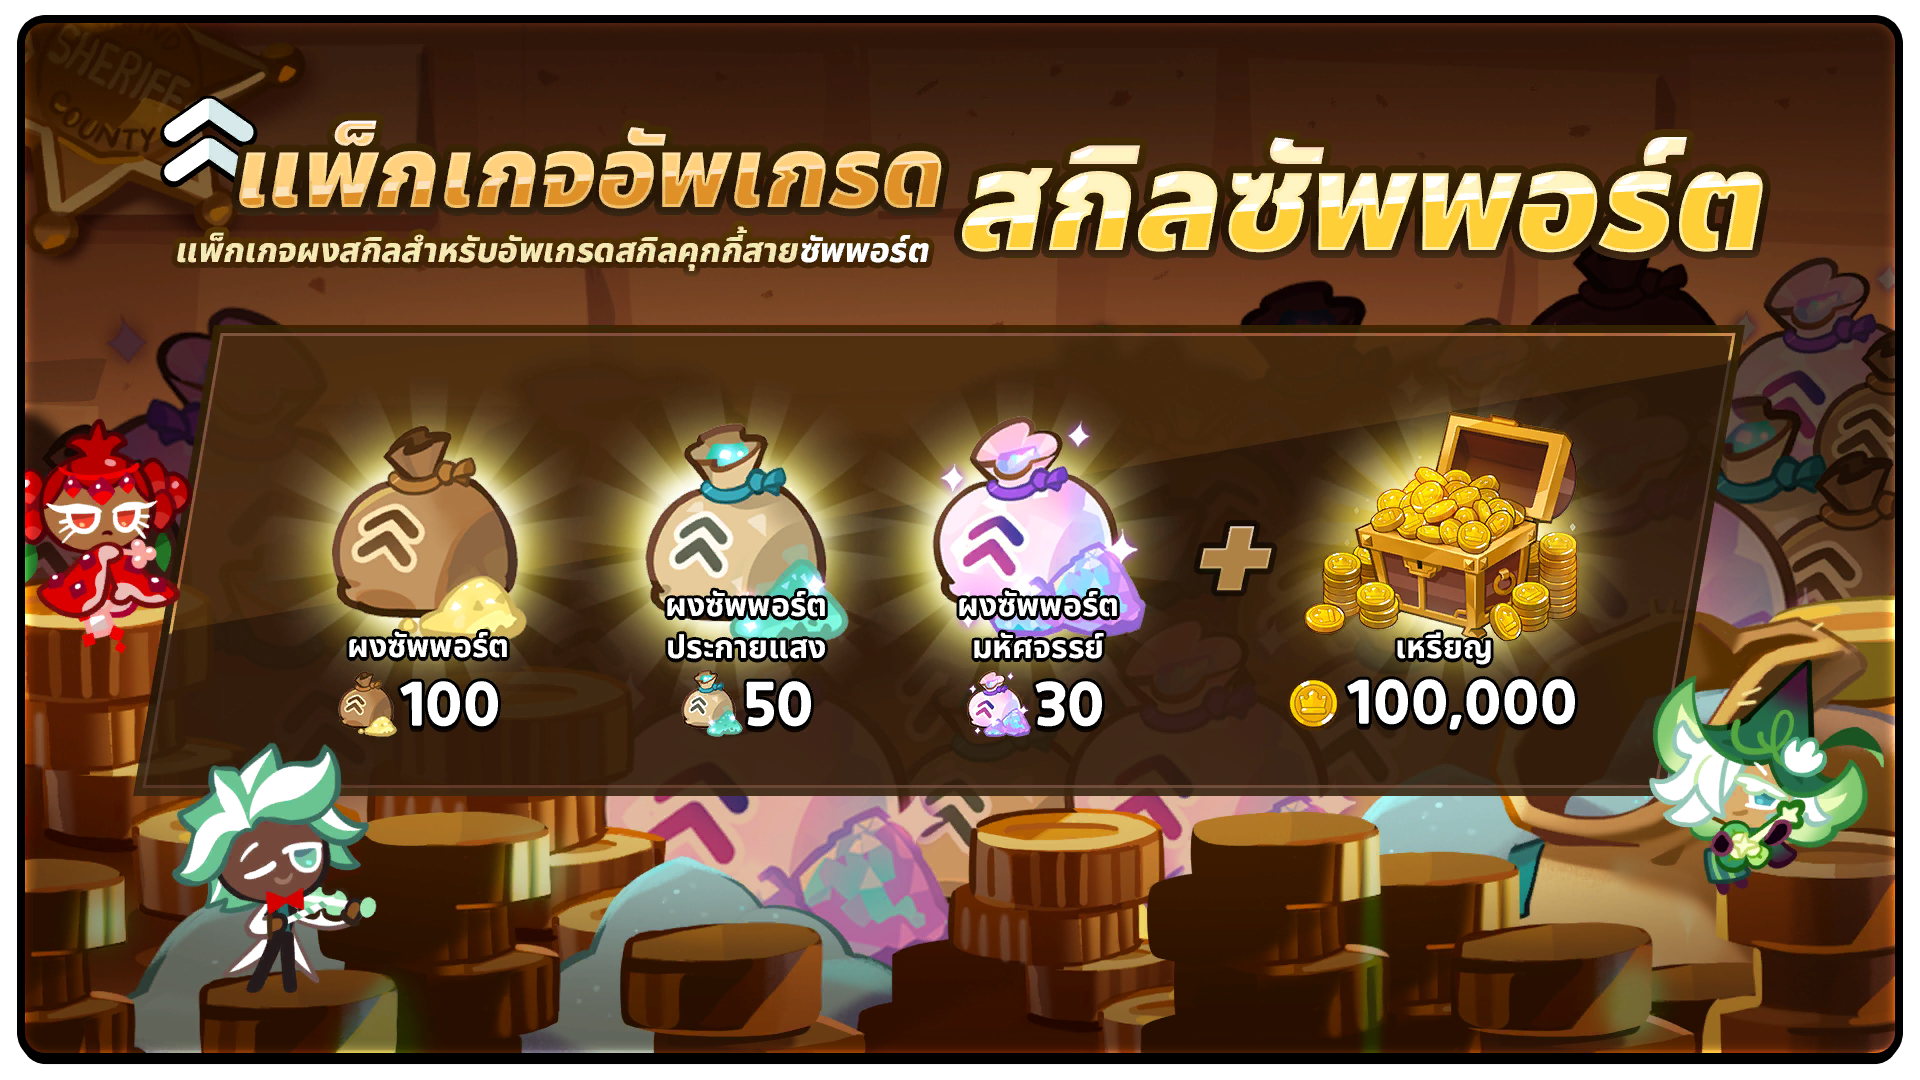 SHERIFF
COUNTY
แพ็กเกจอัพเกรด สกิลซัพพอร์ต
แพ็กเกจผงสกิลสำหรับอัพเกรดสกิลคุกกี้สายซัพพอร์ต
ผงซัพพอร์ต
100
ผงซัพพอร์ต
ประกายแสง
50
ผงซัพพอร์ต
มหัศจรรย์
30
เหรียญ
100,000